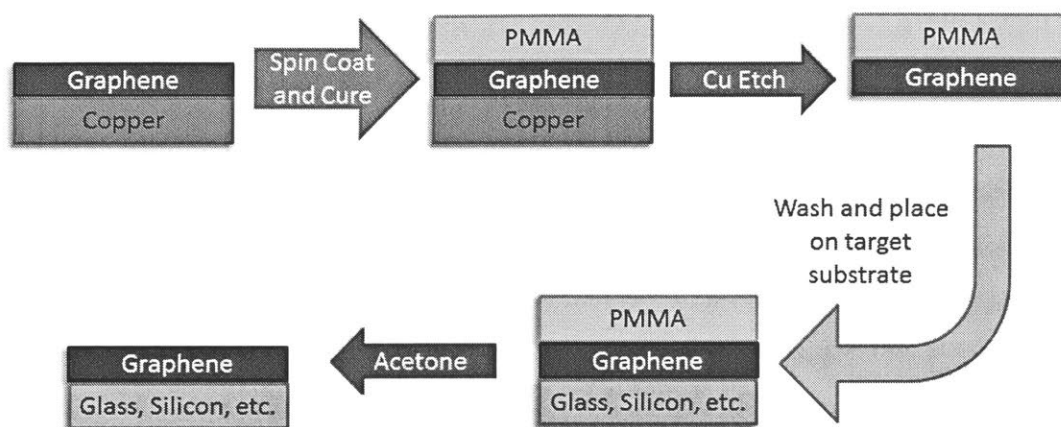 Graphene
Copper
Spin Coat
and Cure
PMMA
Graphene
Copper
Cu Etch
PMMA
Graphene
Wash and place
on target
substrate
PMMA
Graphene
Glass, Silicon, etc.
Acetone
Graphene
Glass, Silicon, etc.